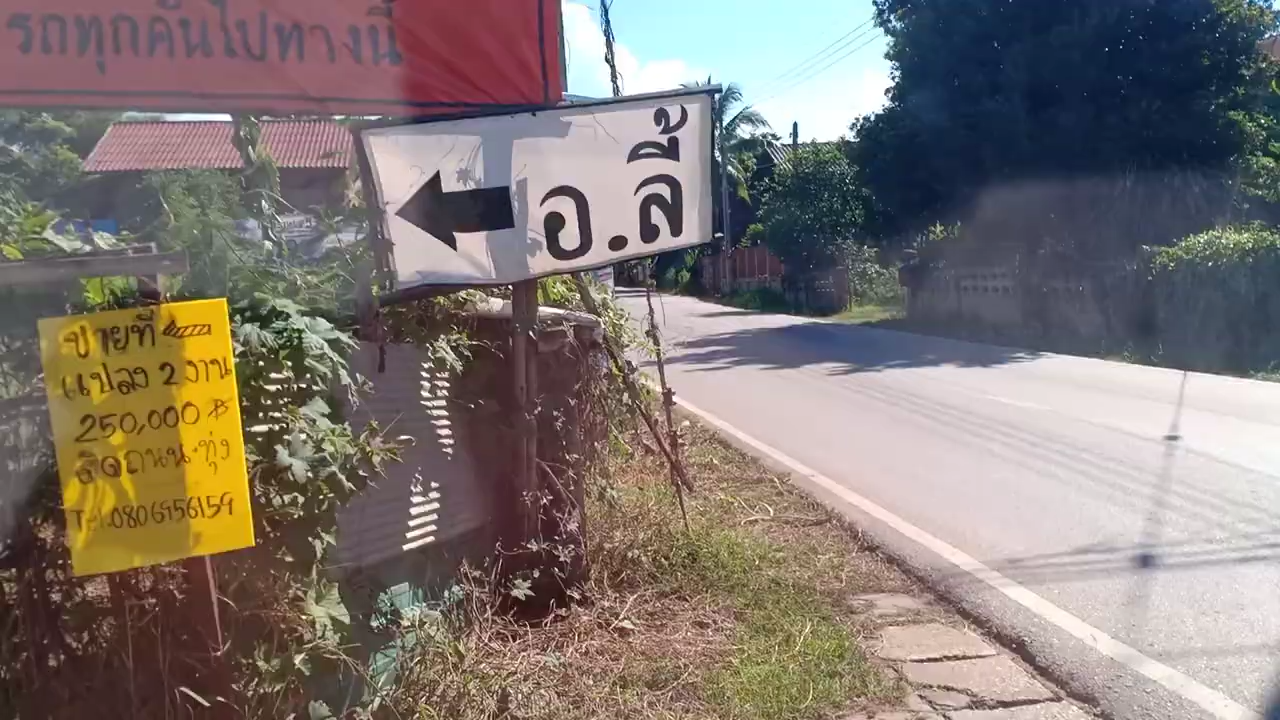 รถทุกคันไปทางนี้
อ.ลี้
ขายที่
แปลง 2 งาน
250,000 ฿
ติดถนน.ทุ่ง
Tel.0806956159